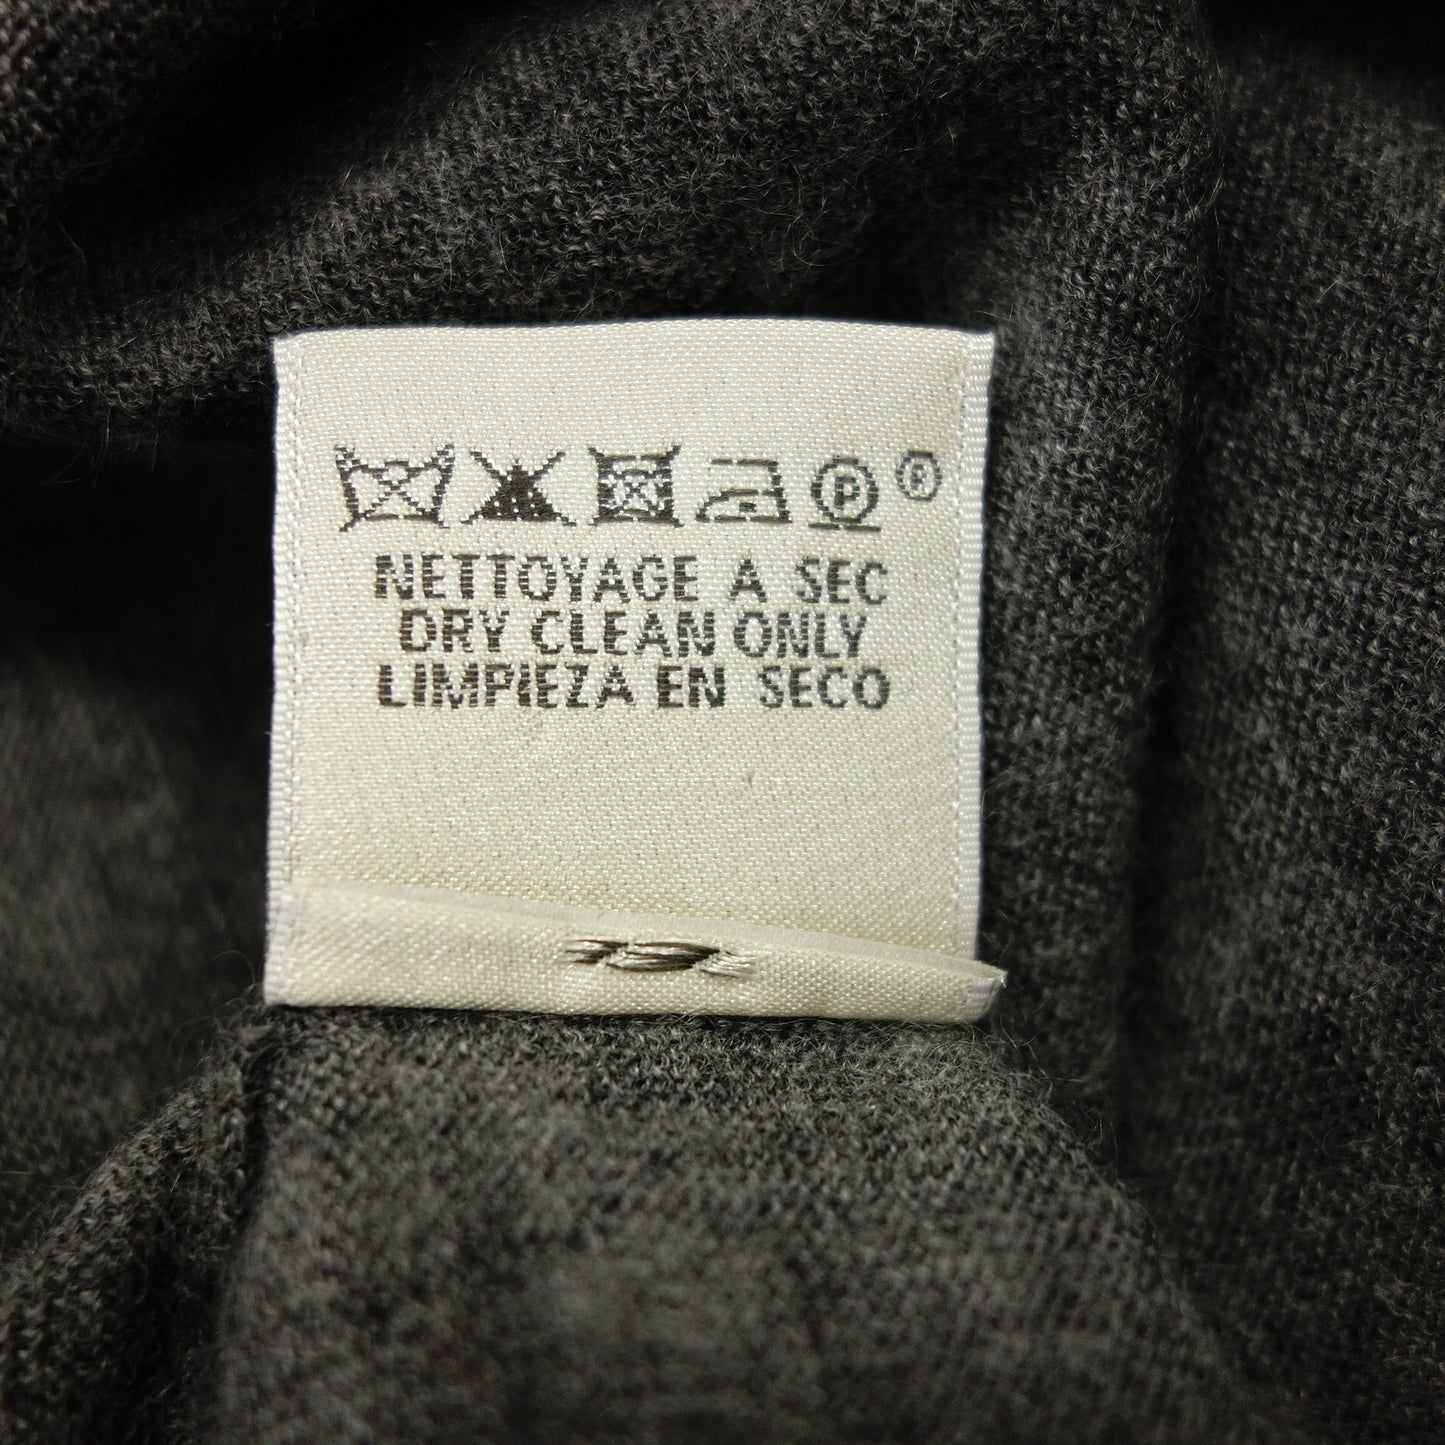 P ®
NETTOYAGE A SEC
DRY CLEAN ONLY
LIMPIEZA EN SECO